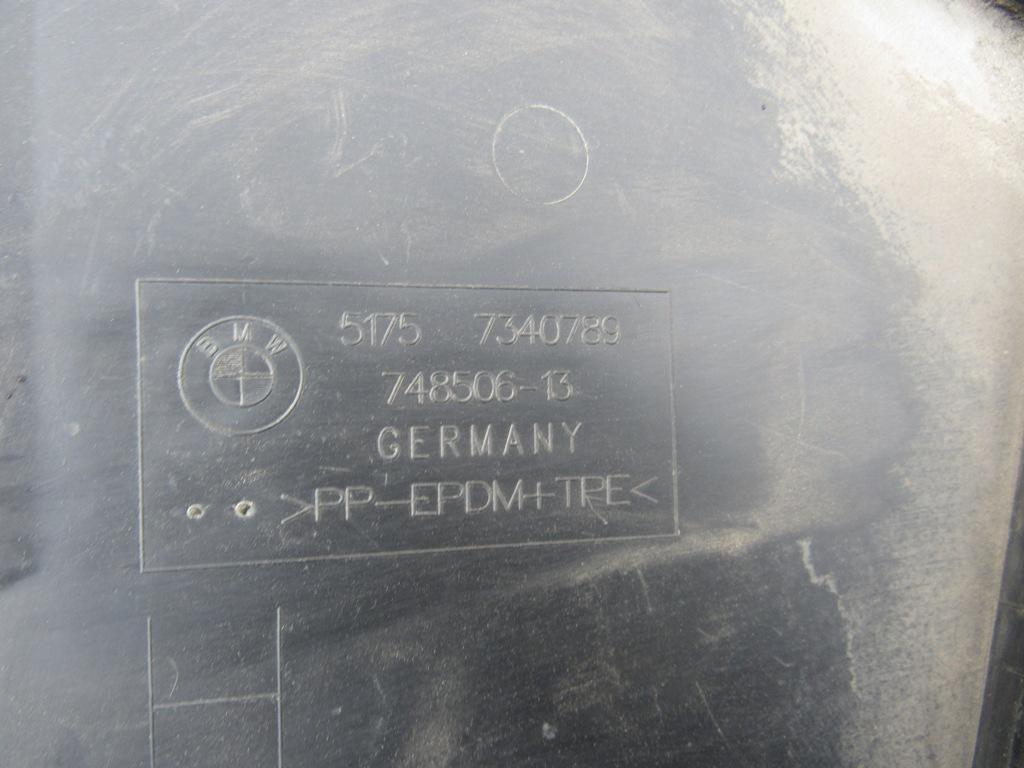 BMW
5175 7340789
748506-13
GERMANY
>PP-EPDM+TPE<